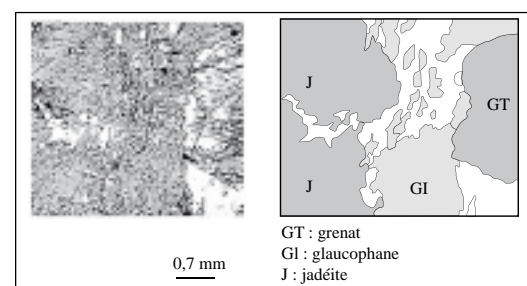 J
GT
J
Gl
GT : grenat
Gl : glaucophane
0,7 mm
J : jadéite